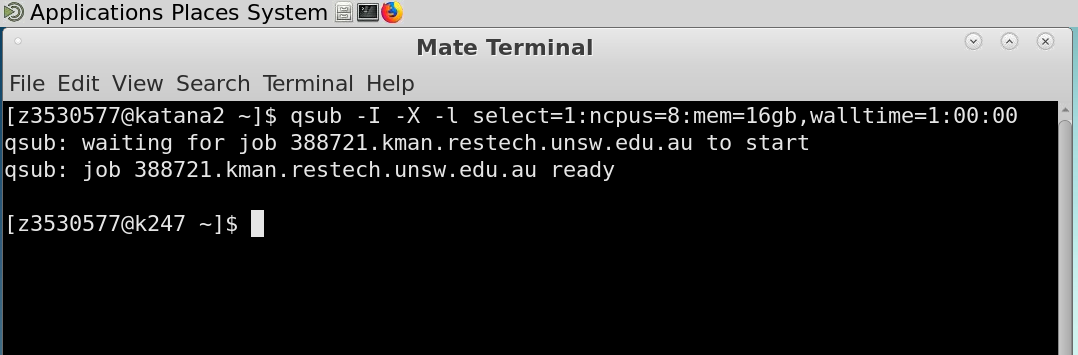 Applications Places System
Mate Terminal
File Edit View Search Terminal Help
[z3530577@katana2 ~]$ qsub -I -X -l select=1:ncpus=8:mem=16gb,walltime=1:00:00
qsub: waiting for job 388721.kman.restech.unsw.edu.au to start
qsub: job 388721.kman.restech.unsw.edu.au ready
[z3530577@k247 ~]$